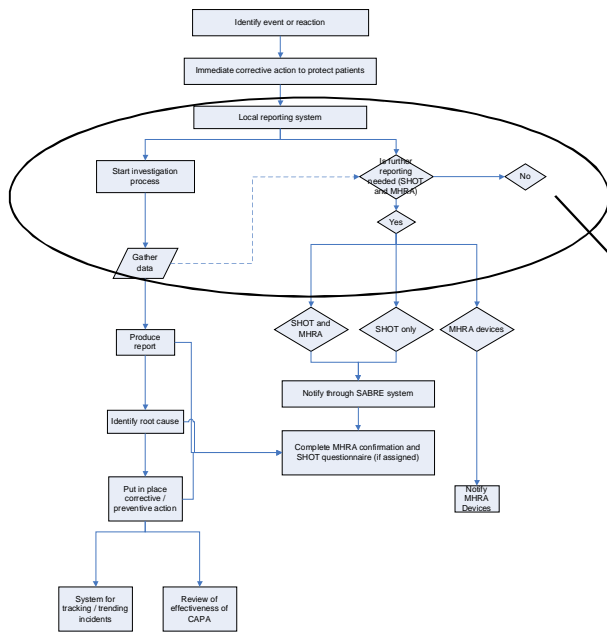 Identify event or reaction
Immediate corrective action to protect patients
Local reporting system
Start investigation
process
Is further
reporting
needed (SHOT
and MHRA)
No
Yes
Gather
data
SHOT and
MHRA
SHOT only
MHRA devices
Produce
report
Notify through SABRE system
Identify root cause
Complete MHRA confirmation and
SHOT questionnaire (if assigned)
Put in place
corrective /
preventive action
Notify
MHRA
Devices
System for
tracking / trending
incidents
Review of
effectiveness of
CAPA